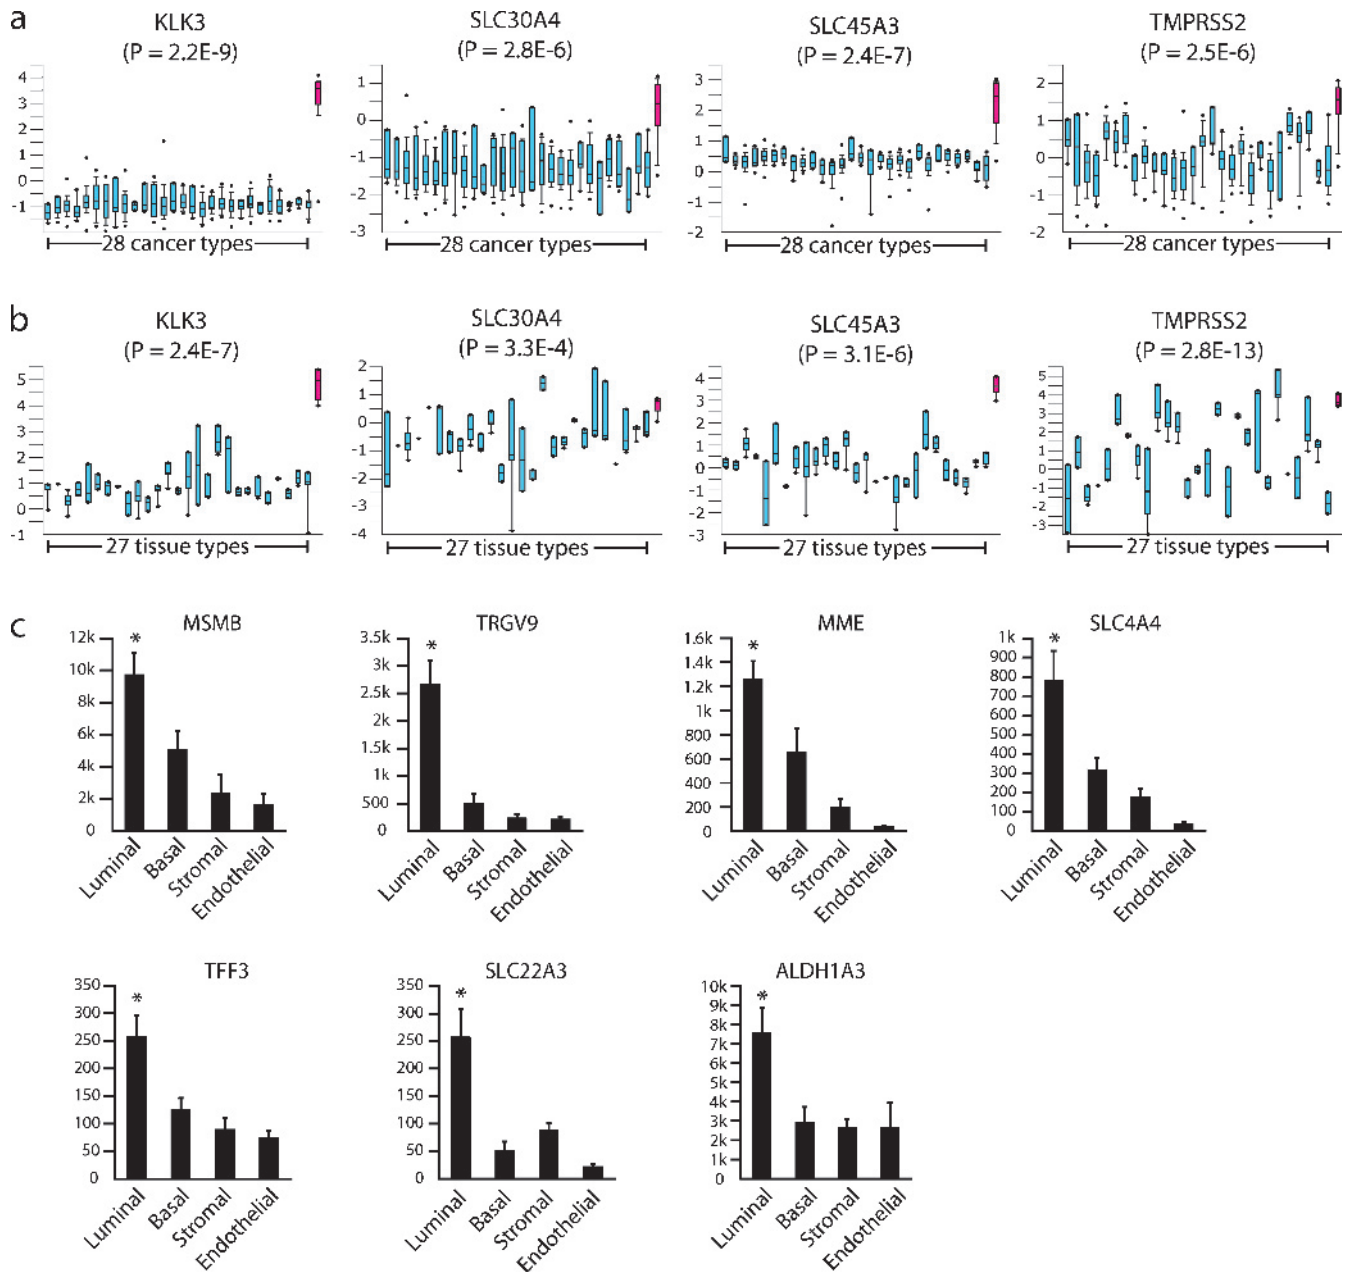 a
KLK3
(P = 2.2E-9)
4
3
2
1
0
-1
28 cancer types
SLC30A4
(P = 2.8E-6)
1
0
-1
-2
-3
28 cancer types
SLC45A3
(P = 2.4E-7)
3
2
1
0
-1
-2
28 cancer types
TMPRSS2
(P = 2.5E-6)
2
1
0
-1
-2
28 cancer types
b
KLK3
(P = 2.4E-7)
5
4
3
2
1
0
-1
27 tissue types
SLC30A4
(P = 3.3E-4)
2
1
0
-1
-2
-3
-4
27 tissue types
SLC45A3
(P = 3.1E-6)
4
3
2
1
0
-1
-2
-3
27 tissue types
TMPRSS2
(P = 2.8E-13)
5
4
3
2
1
0
-1
-2
-3
27 tissue types
c
MSMB
12k
10k
8k
6k
4k
2k
0
*
Luminal
Basal
Stromal
Endothelial
TRGV9
3.5k
3k
2.5k
2k
1.5k
1k
500
0
*
Luminal
Basal
Stromal
Endothelial
MME
1.6k
1.4k
1.2k
1k
800
600
400
200
0
*
Luminal
Basal
Stromal
Endothelial
SLC4A4
1k
900
800
700
600
500
400
300
200
100
0
*
Luminal
Basal
Stromal
Endothelial
TFF3
350
300
250
200
150
100
50
0
*
Luminal
Basal
Stromal
Endothelial
SLC22A3
350
300
250
200
150
100
50
0
*
Luminal
Basal
Stromal
Endothelial
ALDH1A3
10k
9k
8k
7k
6k
5k
4k
3k
2k
1k
0
*
Luminal
Basal
Stromal
Endothelial